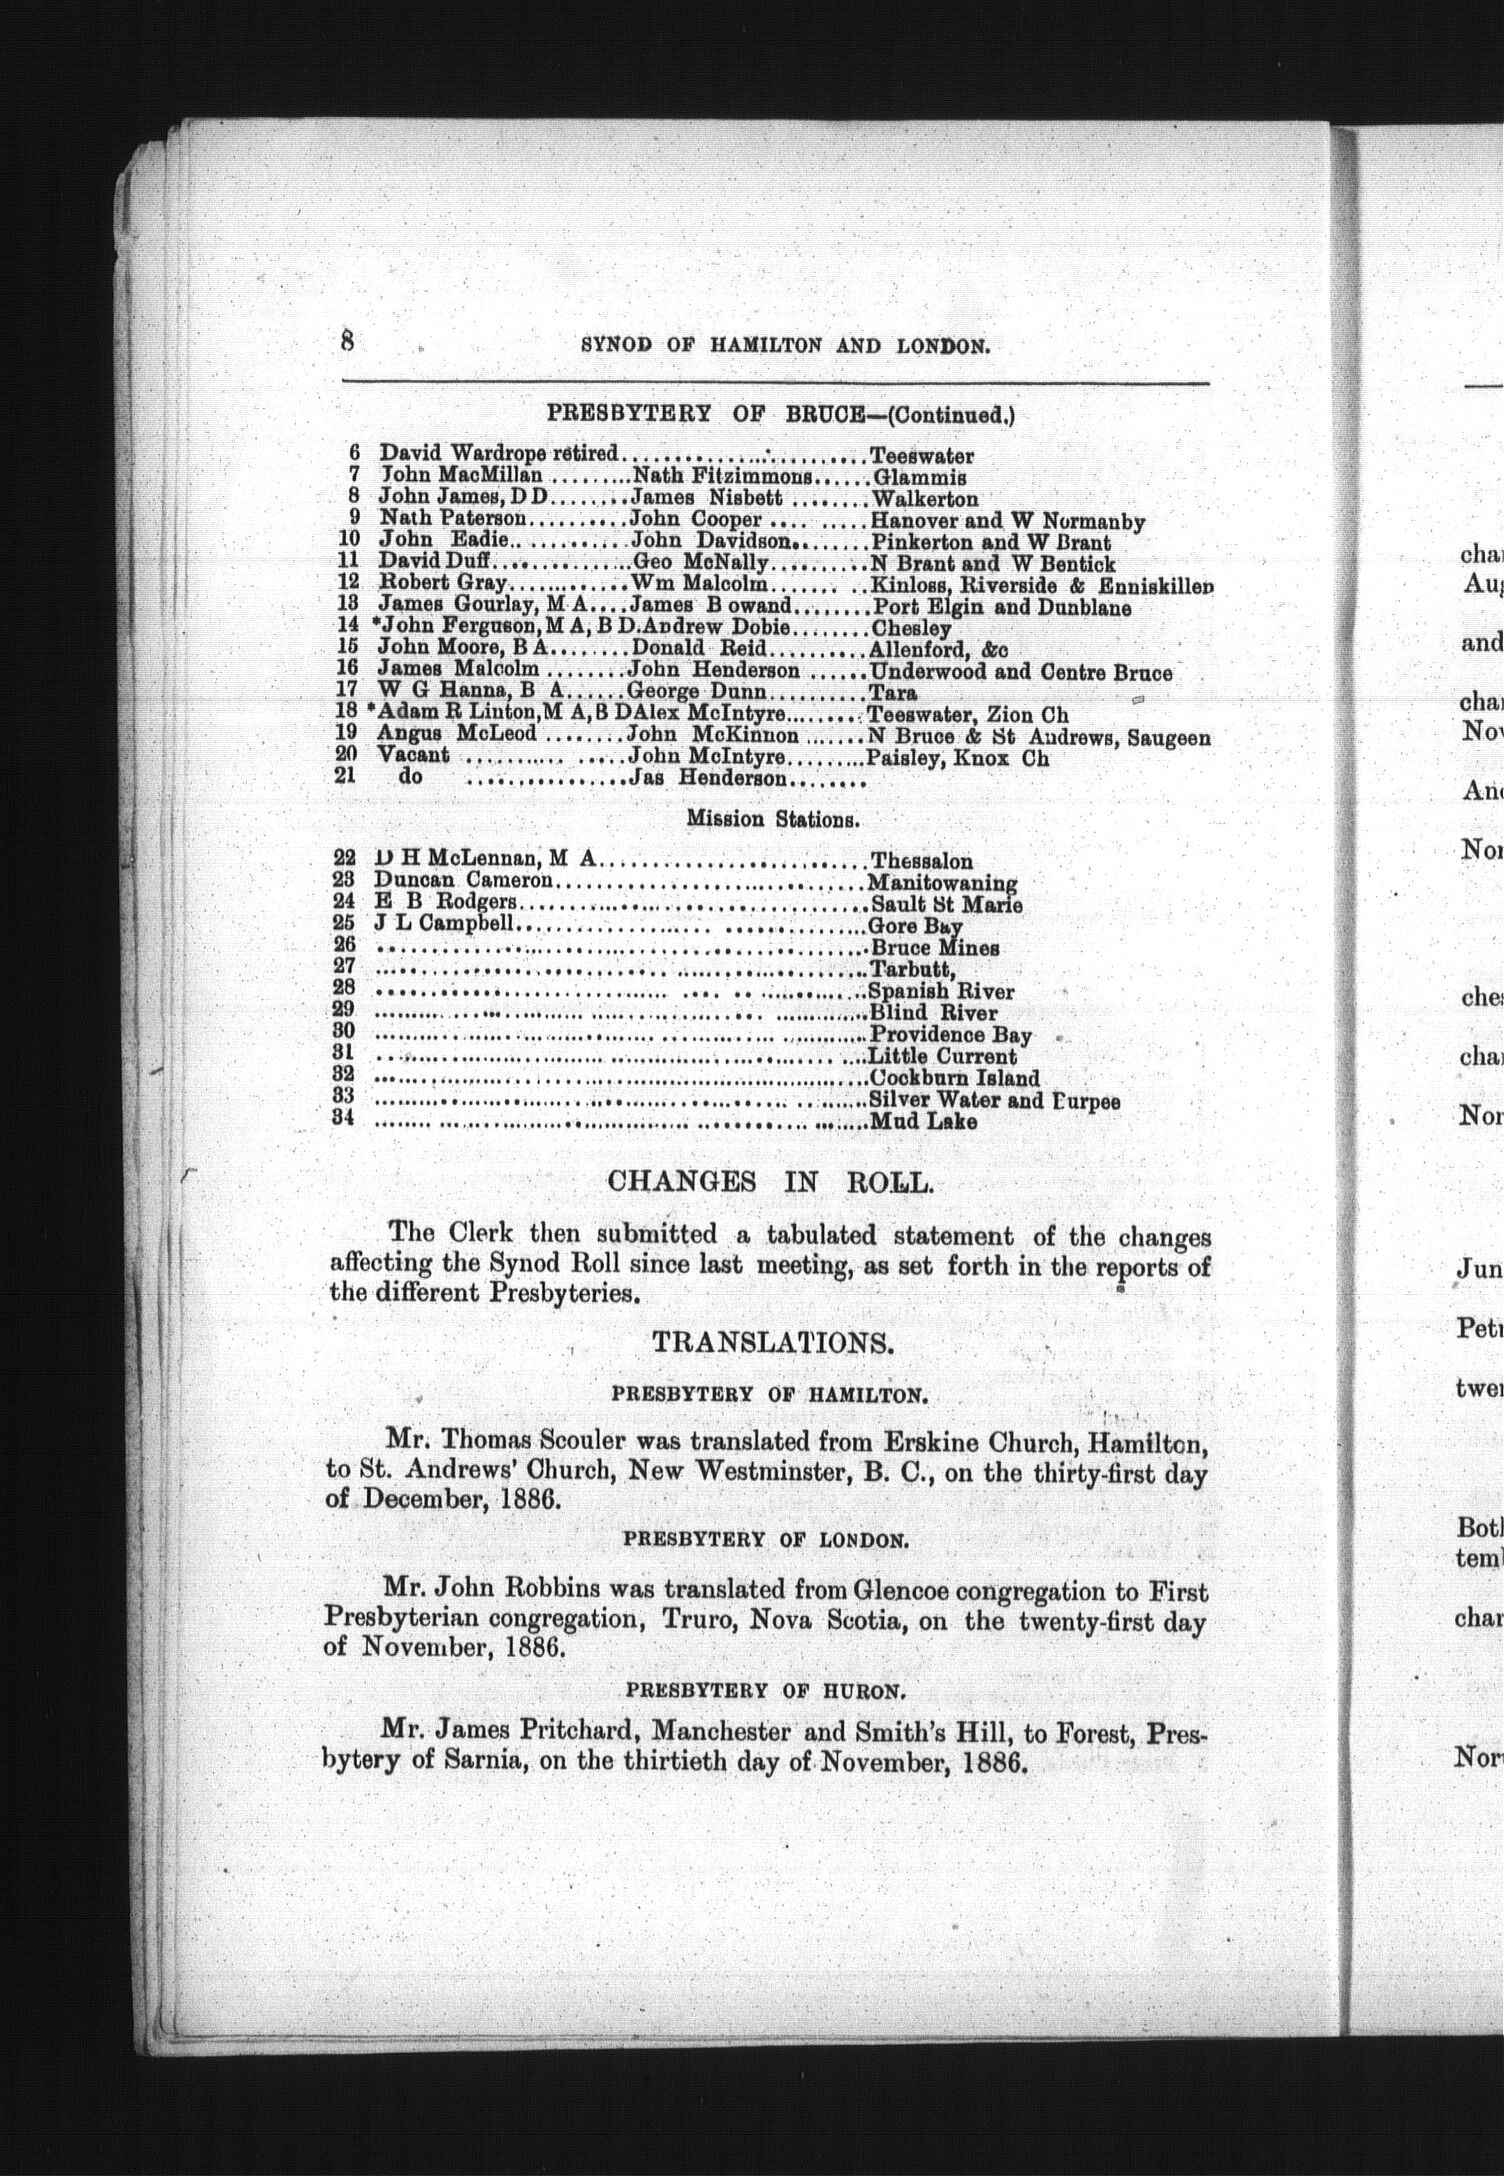 8 SYNOD OF HAMILTON AND LONDON.
PRESBYTERY OF BRUCE—(Continued.)
6 David Wardrope retired..........................Teeswater
7 John MacMillan .........Nath Fitzimmons......Glammis
8 John James, D D........James Nisbett ........Walkerton
9 Nath Paterson..........John Cooper .... .....Hanover and W Normanby
10 John Eadie.. ..........John Davidson.........Pinkerton and W Brant
11 David Duff...............Geo McNally..........N Brant and W Bentick
12 Robert Gray.............Wm Malcolm....... ..Kinloss, Riverside & Enniskillen
13 James Gourlay, M A....James B owand........Port Elgin and Dunblane
14 *John Ferguson, M A, B D.Andrew Dobie........Chesley
15 John Moore, B A........Donald Reid..........Allenford, &c
16 James Malcolm ........John Henderson ......Underwood and Centre Bruce
17 W G Hanna, B A......George Dunn..........Tara
18 *Adam R Linton, M A, B DAlex McIntyre........Teeswater, Zion Ch
19 Angus McLeod ........John McKinnon .......N Bruce & St Andrews, Saugeen
20 Vacant ........... ......John McIntyre.........Paisley, Knox Ch
21 do ................Jas Henderson........
Mission Stations.
22 D H McLennan, M A.............................Thessalon
23 Duncan Cameron..................................Manitowaning
24 E B Rodgers......................................Sault St Marie
25 J L Campbell..................... ...............Gore Bay
26 .....................................................Bruce Mines
27 .....................................................Tarbutt,
28 ................................ .... .. ..............Spanish River
29 ......... .. ... ....................... ... .............Blind River
30 ........................................... ..........Providence Bay
31 .................................................. ....Little Current
32 .....................................................Cockburn Island
33 ............................................. .. ........Silver Water and Burpee
34 ........ ........................... ............ ......Mud Lake
CHANGES IN ROLL.
The Clerk then submitted a tabulated statement of the changes
affecting the Synod Roll since last meeting, as set forth in the reports of
the different Presbyteries.
TRANSLATIONS.
PRESBYTERY OF HAMILTON.
Mr. Thomas Scouler was translated from Erskine Church, Hamilton,
to St. Andrews' Church, New Westminster, B. C., on the thirty-first day
of December, 1886.
PRESBYTERY OF LONDON.
Mr. John Robbins was translated from Glencoe congregation to First
Presbyterian congregation, Truro, Nova Scotia, on the twenty-first day
of November, 1886.
PRESBYTERY OF HURON.
Mr. James Pritchard, Manchester and Smith's Hill, to Forest, Pres-
bytery of Sarnia, on the thirtieth day of November, 1886.